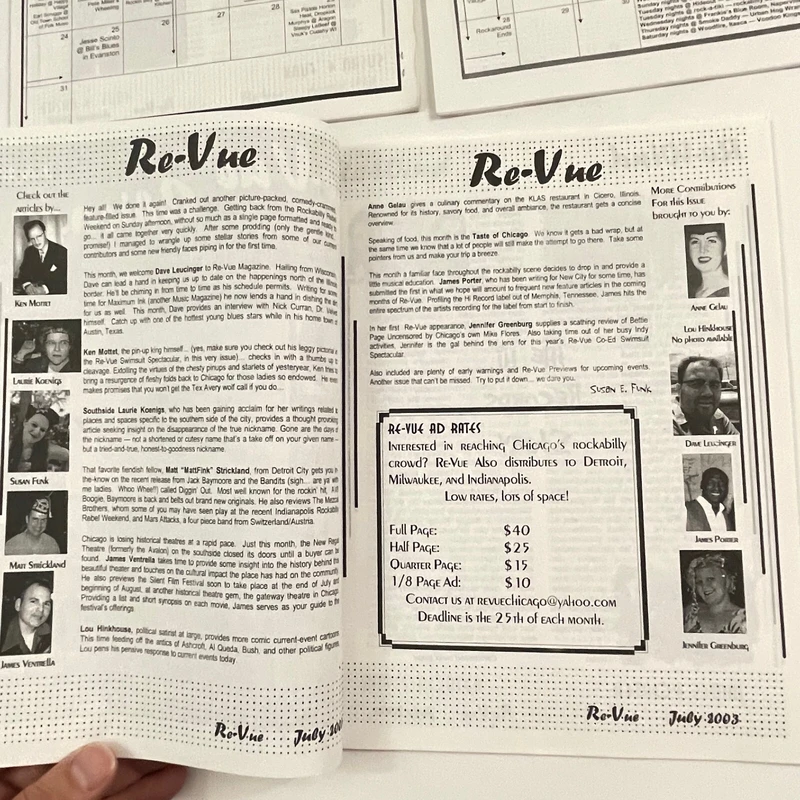 24
25
26
27
28
31
Jesse Scinto
@ Bill's Blues
in Evanston
28
29
30
Rockaround
Ends
Re-Vue
Check out the
articles by...
Ken Mottet
Laurie Koenigs
Susan Funk
Matt Strickland
James Ventrella
Hey all! We done it again! Cranked out another picture-packed, comedy-crammed,
feature-filled issue. This time was a challenge. Getting back from the Rockabilly Rebel
Weekend on Sunday afternoon, without so much as a single page formatted and ready to
go... it all came together very quickly. After some prodding (only the gentle kind,
promise!) I managed to wrangle up some stellar stories from some of our current
contributors and some new friendly faces piping in for the first time.
This month, we welcome Dave Leucinger to Re-Vue Magazine. Hailing from Wisconsin,
Dave can lend a hand in keeping us up to date on the happenings north of the Illinois
border. He'll be chiming in from time to time as his schedule permits. Writing for some
time for Maximum Ink (another Music Magazine) he now lends a hand in dishing the dirt
for us as well. This month, Dave provides an interview with Nick Curran, Dr. Velvet
himself. Catch up with one of the hottest young blues stars while in his home town of
Austin, Texas.
Ken Mottet, the pin-up king himself... (yes, make sure you check out his leggy pictorial in
the Re-Vue Swimsuit Spectacular, in this very issue)... checks in with a thumbs up to
cleavage. Extolling the virtues of the chesty pinups and starlets of yesteryear, Ken tries to
bring a resurgence of fleshy folds back to Chicago for those ladies so endowed. He even
makes promises that you won't get the Tex Avery wolf call if you do...
Southside Laurie Koenigs, who has been gaining acclaim for her writings related to
places and spaces specific to the southern side of the city, provides a thought provoking
article seeking insight on the disappearance of the true nickname. Gone are the days of
the nickname — not a shortened or cutesy name that's a take off on your given name –
but a tried-and-true, honest-to-goodness nickname.
That favorite fiendish fellow, Matt "MattFink" Strickland, from Detroit City gets you in
the-know on the recent release from Jack Baymoore and the Bandits (sigh... are ya with
me ladies. Whoo Whee!!) called Diggin' Out. Most well known for the rockin' hit, A-V8
Boogie, Baymoore is back and belts out brand new originals. He also reviews The Mezcal
Brothers, whom some of you may have seen play at the recent Indianapolis Rockabilly
Rebel Weekend, and Mars Attacks, a four piece band from Switzerland/Austria.
Chicago is losing historical theatres at a rapid pace. Just this month, the New Regal
Theatre (formerly the Avalon) on the southside closed its doors until a buyer can be
found. James Ventrella takes time to provide some insight into the history behind this
beautiful theater and touches on the cultural impact the place has had on the community.
He also previews the Silent Film Festival soon to take place at the end of July and
beginning of August, at another historical theatre gem, the gateway theatre in Chicago.
Providing a list and short synopsis on each movie, James serves as your guide to the
festival's offerings.
Lou Hinkhouse, political satirist at large, provides more comic current-event cartoons.
This time feeding off the antics of Ashcroft, Al Queda, Bush, and other political figures,
Lou pens his pensive response to current events today.
Re-Vue July 200
Re-Vue
Anne Gelau gives a culinary commentary on the KLAS restaurant in Cicero, Illinois.
Renowned for its history, savory food, and overall ambiance, the restaurant gets a concise
overview.
Speaking of food, this month is the Taste of Chicago. We know it gets a bad wrap, but at
the same time we know that a lot of people will still make the attempt to go there. Take some
pointers from us and make your trip a breeze.
This month a familiar face throughout the rockabilly scene decides to drop in and provide a
little musical education. James Porter, who has been writing for New City for some time, has
submitted the first in what we hope will amount to frequent new feature articles in the coming
months of Re-Vue. Profiling the Hi Record label out of Memphis, Tennessee, James hits the
entire spectrum of the artists recording for the label from start to finish.
In her first Re-Vue appearance, Jennifer Greenburg supplies a scathing review of Bettie
Page Uncensored by Chicago's own Mike Flores. Also taking time out of her busy Indy
activities, Jennifer is the gal behind the lens for this year's Re-Vue Co-Ed Swimsuit
Spectacular.
Also included are plenty of early warnings and Re-Vue Previews for upcoming events.
Another issue that can't be missed. Try to put it down... we dare you.
Susan E. Funk
Re-Vue Ad Rates
Interested in reaching Chicago's rockabilly
crowd? Re-Vue Also distributes to Detroit,
Milwaukee, and Indianapolis.
Low rates, lots of space!
Full Page: $40
Half Page: $25
Quarter Page: $15
1/8 Page Ad: $10
Contact us at revuechicago@yahoo.com
Deadline is the 25th of each month.
More Contributions
For this Issue
brought to you by:
Anne Gelau
Lou Hinkhouse
No photo available
Dave Leucinger
James Porter
Jennifer Greenburg
Re-Vue July 2003